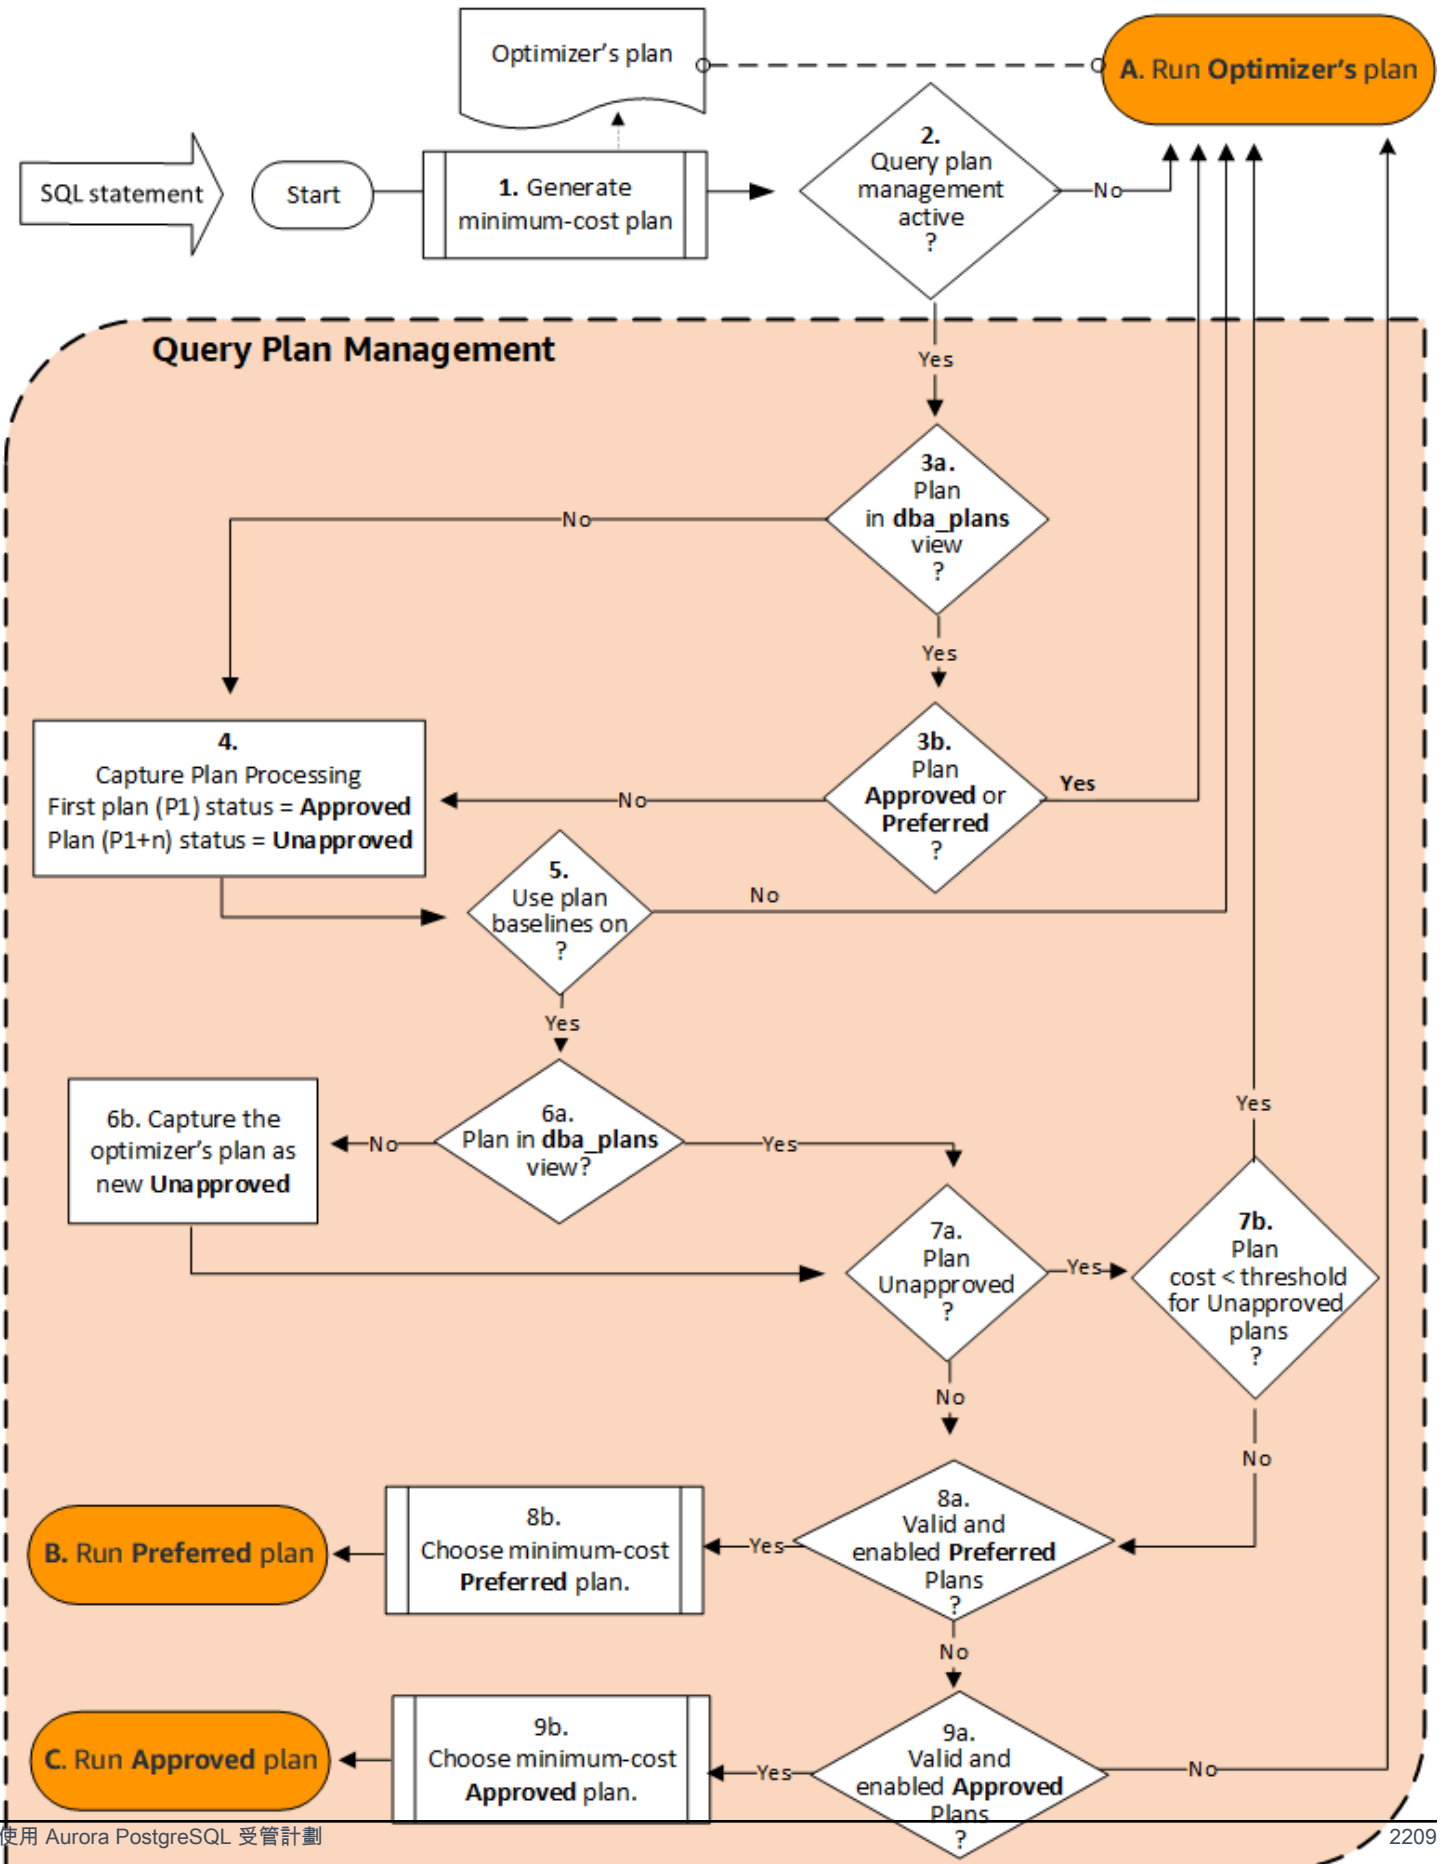 Optimizer's plan
A. Run Optimizer's plan
SQL statement
Start
1. Generate
minimum-cost plan
2.
Query plan
management
active
?
No
Query Plan Management
Yes
3a.
Plan
in dba_plans
view
?
No
Yes
4.
Capture Plan Processing
First plan (P1) status = Approved
Plan (P1+n) status = Unapproved
No
3b.
Plan
Approved or
Preferred
?
Yes
5.
Use plan
baselines on
?
No
Yes
6b. Capture the
optimizer's plan as
new Unapproved
No
6a.
Plan in dba_plans
view?
Yes
Yes
7a.
Plan
Unapproved
?
Yes
7b.
Plan
cost < threshold
for Unapproved
plans
?
No
No
B. Run Preferred plan
8b.
Choose minimum-cost
Preferred plan.
Yes
8a.
Valid and
enabled Preferred
Plans
?
No
C. Run Approved plan
9b.
Choose minimum-cost
Approved plan.
Yes
9a.
Valid and
enabled Approved
Plans
?
No
使用 Aurora PostgreSQL 受管計劃
2209